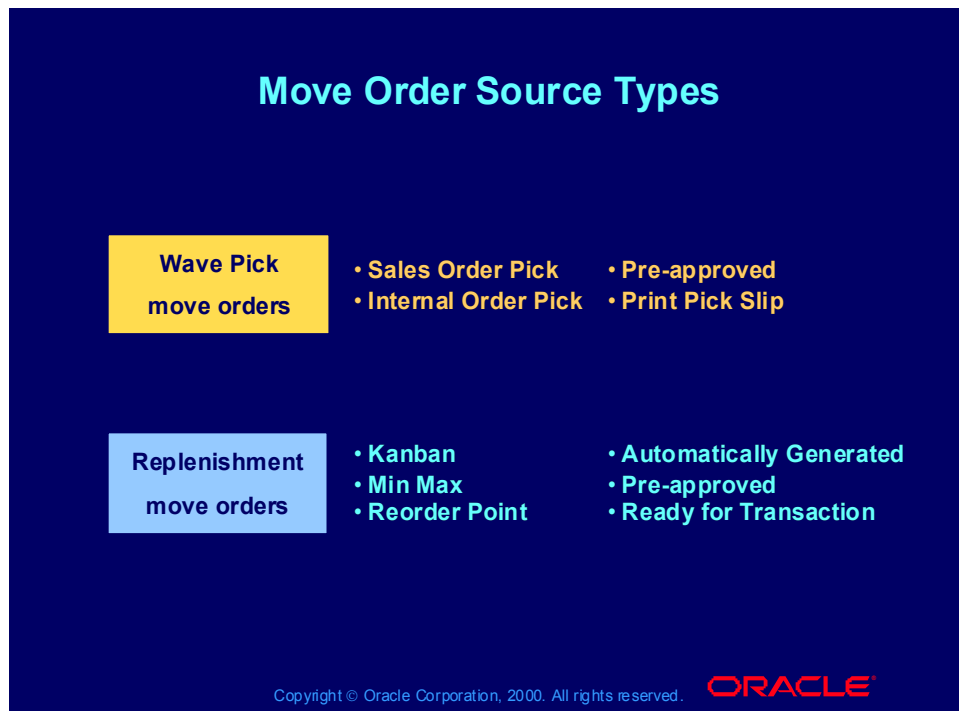 Move Order Source Types
Wave Pick
move orders
• Sales Order Pick
• Internal Order Pick
• Pre-approved
• Print Pick Slip
Replenishment
move orders
• Kanban
• Min Max
• Reorder Point
• Automatically Generated
• Pre-approved
• Ready for Transaction
Copyright © Oracle Corporation, 2000. All rights reserved.
ORACLE®